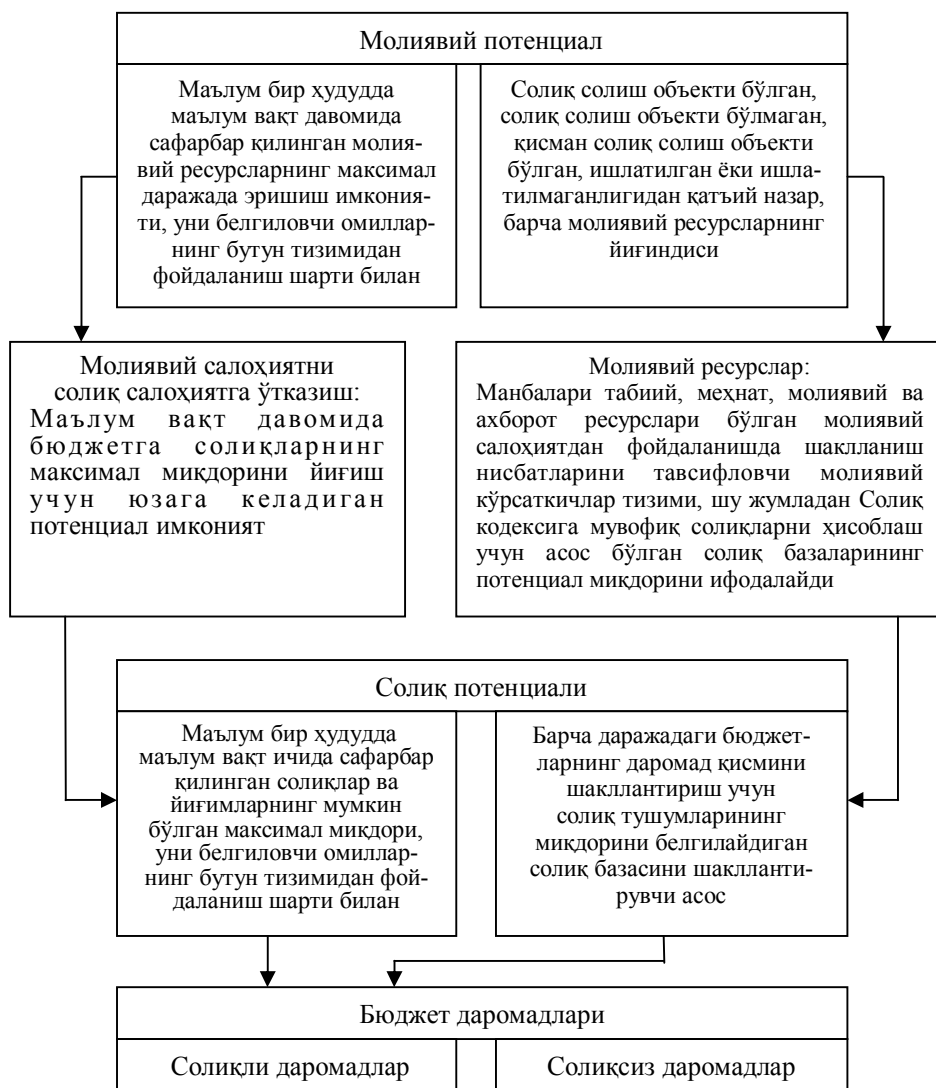 Молиявий потенциал
Маълум бир ҳудудда
маълум вақт давомида
сафарбар қилинган молия-
вий ресурсларнинг максимал
даражада эришиш имкония-
ти, уни белгиловчи омиллар-
нинг бутун тизимидан
фойдаланиш шарти билан
Солиқ солиш объекти бўлган,
солиқ солиш объекти бўлмаган,
қисман солиқ солиш объекти
бўлган, ишлатилган ёки ишла-
тилмаганлигидан қатъий назар,
барча молиявий ресурсларнинг
йиғиндиси
Молиявий салоҳиятни
солиқ салоҳиятга ўтказиш:
Маълум вақт давомида
бюджетга солиқларнинг
максимал миқдорини йиғиш
учун юзага келадиган
потенциал имконият
Молиявий ресурслар:
Манбалари табиий, меҳнат, молиявий ва
ахборот ресурслари бўлган молиявий
салоҳиятдан фойдаланишда шаклланиш
нисбатларини тавсифловчи молиявий
кўрсаткичлар тизими, шу жумладан Солиқ
кодексига мувофиқ солиқларни ҳисоблаш
учун асос бўлган солиқ базаларининг
потенциал миқдорини ифодалайди
Солиқ потенциали
Маълум бир ҳудудда
маълум вақт ичида сафарбар
қилинган солиқлар ва
йиғимларнинг мумкин
бўлган максимал миқдори,
уни белгиловчи омиллар-
нинг бутун тизимидан фой-
даланиш шарти билан
Барча даражадаги бюджет-
ларнинг даромад қисмини
шакллантириш учун
солиқ тушумларининг
миқдорини белгилайдиган
солиқ базасини шакллланти-
рувчи асос
Бюджет даромадлари
Солиқли даромадлар
Солиқсиз даромадлар